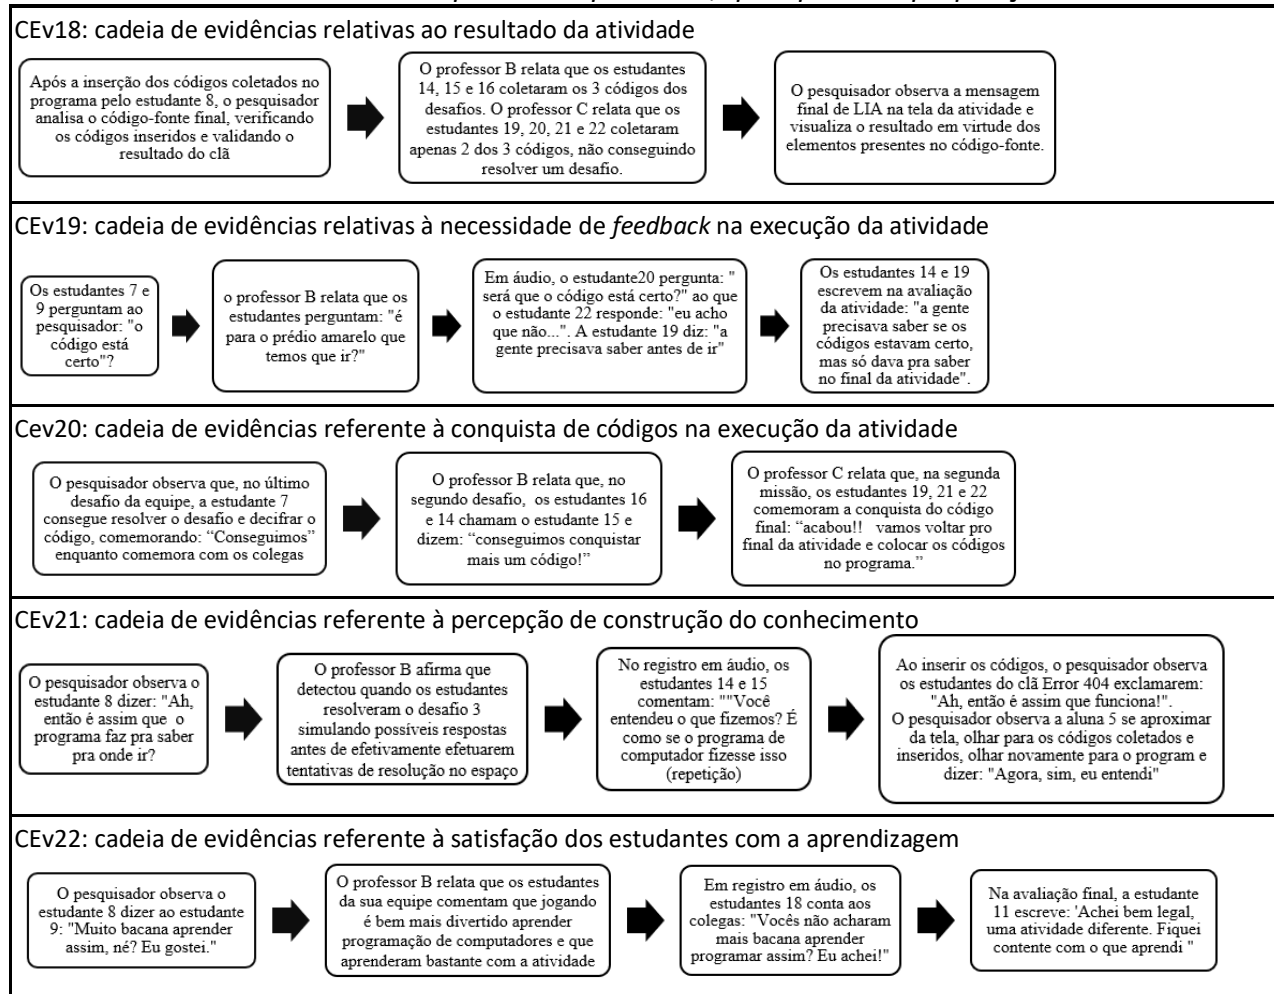 CEv18: cadeia de evidências relativas ao resultado da atividade
Após a inserção dos códigos coletados no
programa pelo estudante 8, o pesquisador
analisa o código-fonte final, verificando
os códigos inseridos e validando o
resultado do clã
O professor B relata que os estudantes
14, 15 e 16 coletaram os 3 códigos dos
desafios. O professor C relata que os
estudantes 19, 20, 21 e 22 coletaram
apenas 2 dos 3 códigos, não conseguindo
resolver um desafio.
O pesquisador observa a mensagem
final de LIA na tela da atividade e
visualiza o resultado em virtude dos
elementos presentes no código-fonte.
CEv19: cadeia de evidências relativas à necessidade de feedback na execução da atividade
Os estudantes 7 e
9 perguntam ao
pesquisador: "o
código está
certo"?
o professor B relata que os
estudantes perguntam: "é
para o prédio amarelo que
temos que ir?"
Em áudio, o estudante20 pergunta: "
será que o código está certo?" ao que
o estudante 22 responde: "eu acho
que não...". A estudante 19 diz: "a
gente precisava saber antes de ir"
Os estudantes 14 e 19
escrevem na avaliação
da atividade: "a gente
precisava saber se os
códigos estavam certo,
mas só dava pra saber
no final da atividade".
Cev20: cadeia de evidências referente à conquista de códigos na execução da atividade
O pesquisador observa que, no último
desafio da equipe, a estudante 7
consegue resolver o desafio e decifrar o
código, comemorando: “Conseguimos”
enquanto comemora com os colegas
O professor B relata que, no
segundo desafio, os estudantes 16
e 14 chamam o estudante 15 e
dizem: “conseguimos conquistar
mais um código!”
O professor C relata que, na segunda
missão, os estudantes 19, 21 e 22
comemoram a conquista do código
final: “acabou!! vamos voltar pro
final da atividade e colocar os códigos
no programa.”
CEv21: cadeia de evidências referente à percepção de construção do conhecimento
O pesquisador observa o
estudante 8 dizer: "Ah,
então é assim que o
programa faz pra saber
pra onde ir?
O professor B afirma que
detectou quando os estudantes
resolveram o desafio 3
simulando possíveis respostas
antes de efetivamente efetuarem
tentativas de resolução no espaço
No registro em áudio, os
estudantes 14 e 15
comentam: ""Você
entendeu o que fizemos? É
como se o programa de
computador fizesse isso
(repetição)
Ao inserir os códigos, o pesquisador observa
os estudantes do clã Error 404 exclamarem:
"Ah, então é assim que funciona!".
O pesquisador observa a aluna 5 se aproximar
da tela, olhar para os códigos coletados e
inseridos, olhar novamente para o program e
dizer: "Agora, sim, eu entendi"
CEv22: cadeia de evidências referente à satisfação dos estudantes com a aprendizagem
O pesquisador observa o
estudante 8 dizer ao estudante
9: "Muito bacana aprender
assim, né? Eu gostei."
O professor B relata que os estudantes
da sua equipe comentam que jogando
é bem mais divertido aprender
programação de computadores e que
aprenderam bastante com a atividade
Em registro em áudio, os
estudantes 18 conta aos
colegas: "Vocês não acharam
mais bacana aprender
programar assim? Eu achei!"
Na avaliação final, a estudante
11 escreve: 'Achei bem legal,
uma atividade diferente. Fiquei
contente com o que aprendi "